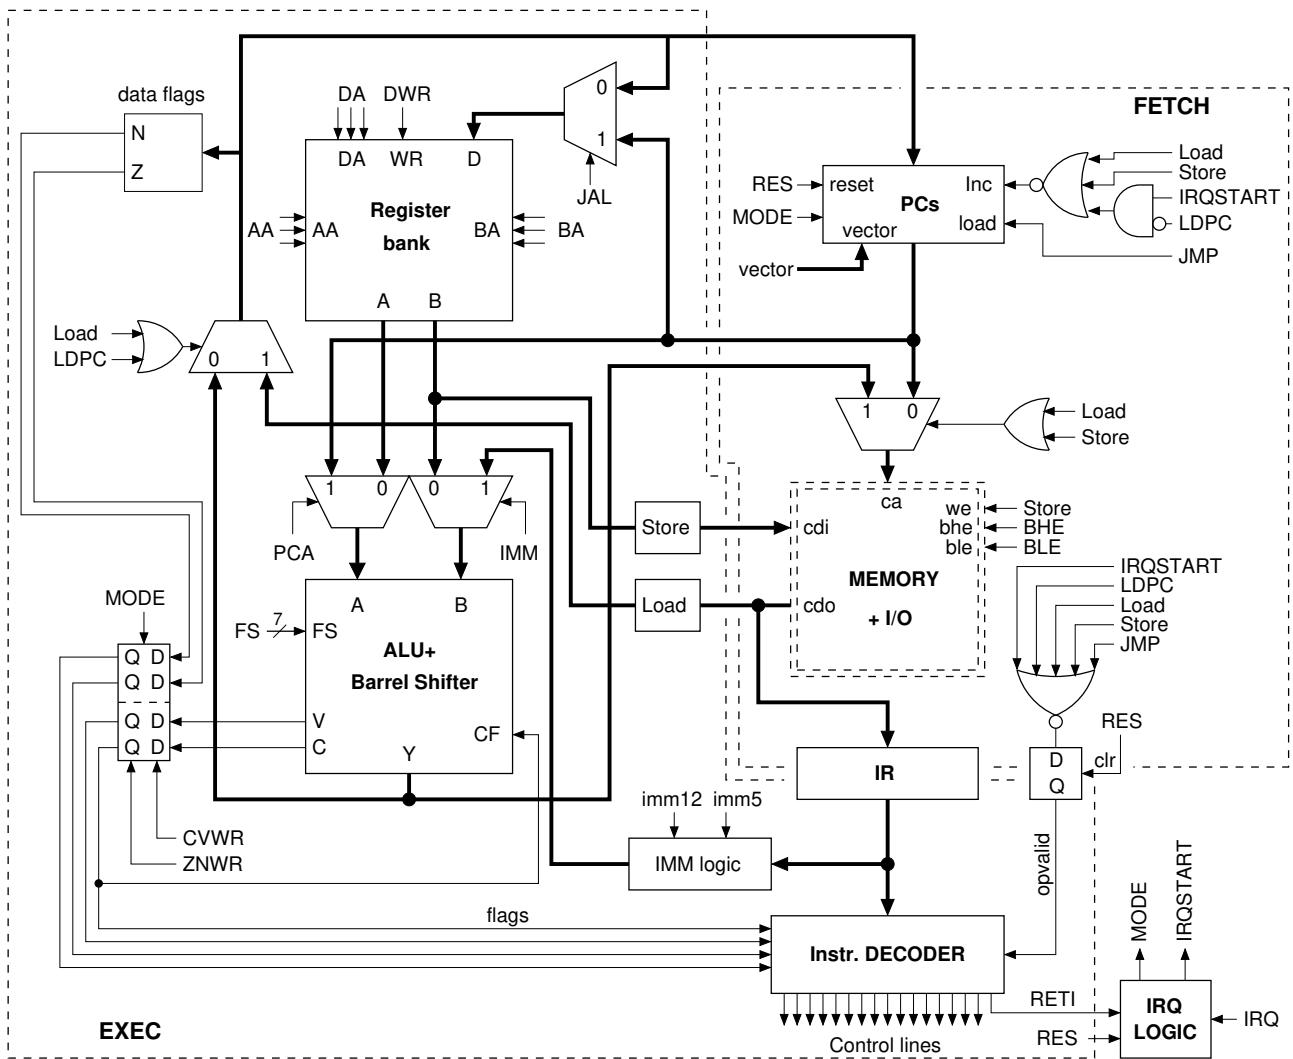 data flags
N
Z
DA
DWR
DA
WR
D
AA
AA
Register
bank
BA
BA
A
B
0
1
JAL
FETCH
RES
reset
Inc
MODE
PCs
vector
load
vector
Load
Store
IRQSTART
LDPC
JMP
Load
LDPC
0
1
1
0
Load
Store
1
0
0
1
PCA
IMM
Store
Load
ca
cdi
we
Store
bhe
BHE
ble
BLE
MEMORY
+ I/O
cdo
IRQSTART
LDPC
Load
Store
JMP
MODE
Q D
Q D
Q D
Q D
FS
7
FS
A
B
ALU+
Barrel Shifter
V
C
CF
Y
CVWR
ZNWR
IR
D
Q
clr
RES
imm12
imm5
IMM logic
opvalid
flags
Instr. DECODER
MODE
IRQSTART
RETI
RES
IRQ
LOGIC
IRQ
Control lines
EXEC